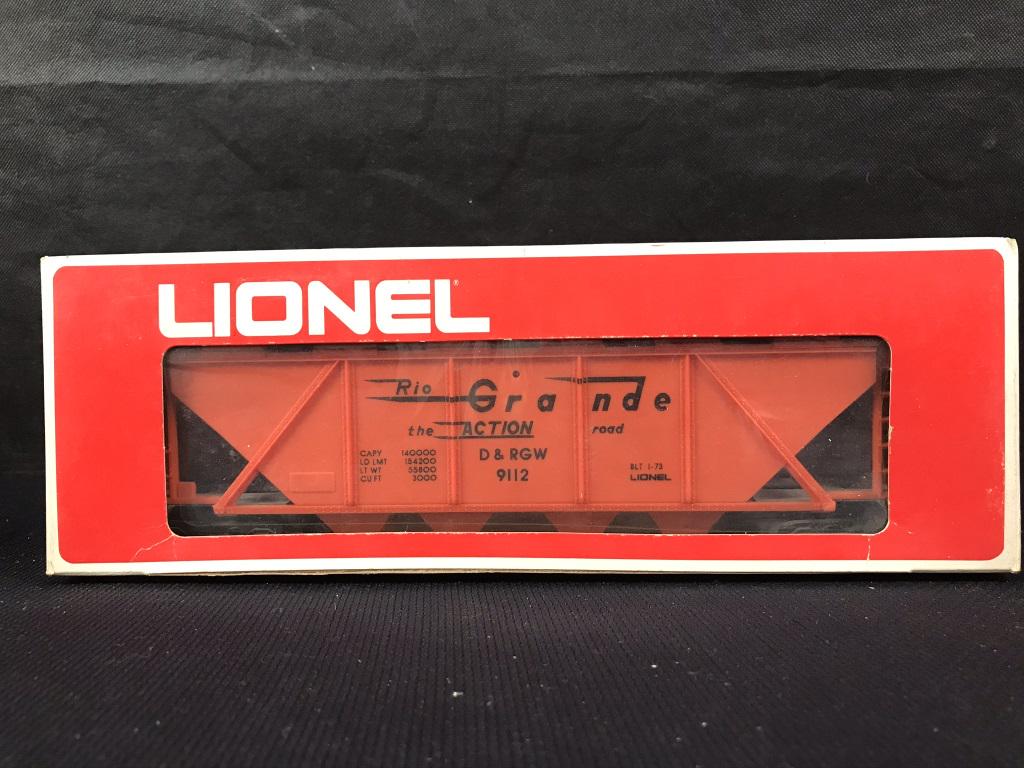 LIONEL®
Rio Grande
the ACTION road
CAPY 140000
LD LMT 154200
LT WT 55800
CU FT 3000
D & RGW
9112
BLT 1-73
LIONEL